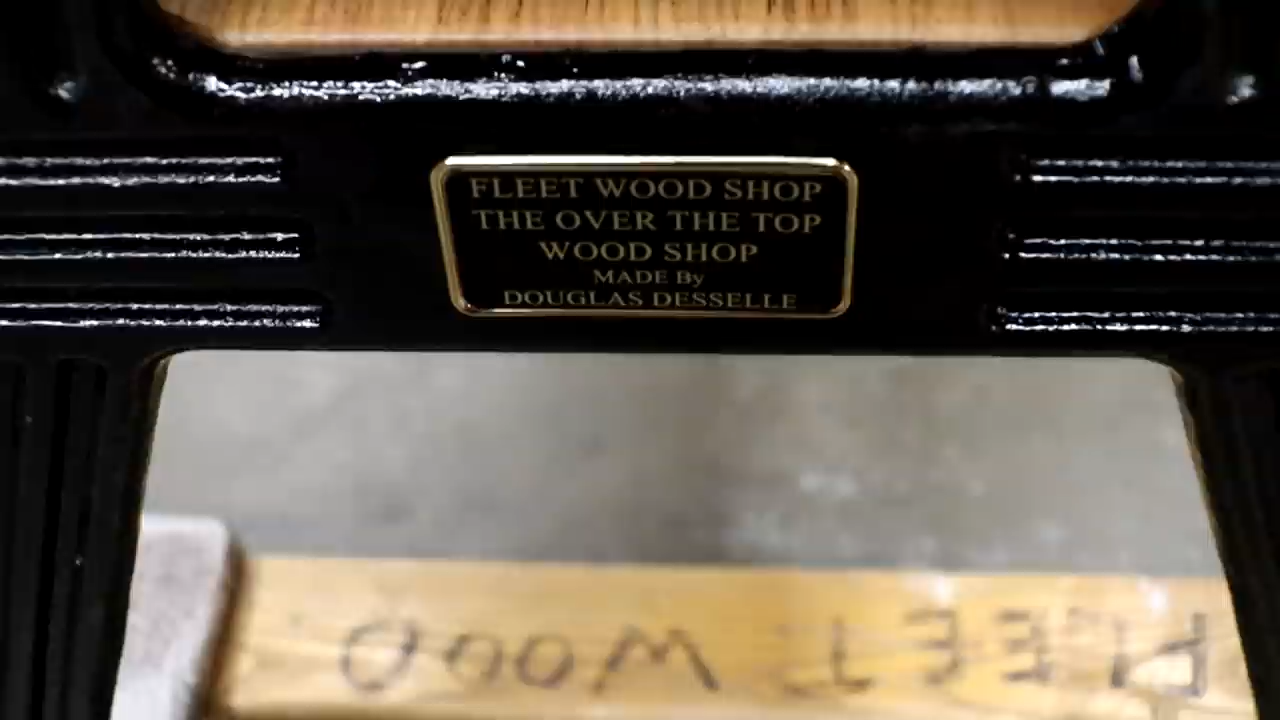 FLEET WOOD SHOP
THE OVER THE TOP
WOOD SHOP
MADE By
DOUGLAS DESSELLE
FLEET WOOD